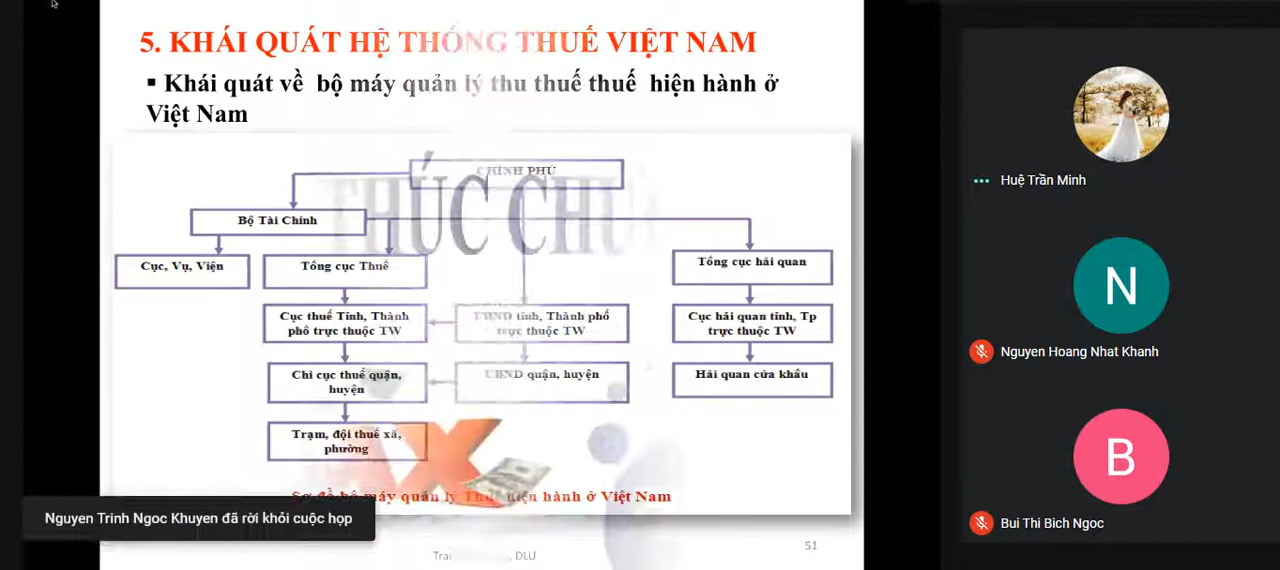 5. KHÁI QUÁT HỆ THỐNG THUẾ VIỆT NAM
▪ Khái quát về bộ máy quản lý thu thuế thuế hiện hành ở
Việt Nam
CHÍNH PHỦ
Bộ Tài Chính
Cục, Vụ, Viện
Tổng cục Thuế
Tổng cục hải quan
Cục thuế Tỉnh, Thành
phố trực thuộc TW
UBND tỉnh, Thành phố
trực thuộc TW
Cục hải quan tỉnh, Tp
trực thuộc TW
Chi cục thuế quận,
huyện
UBND quận, huyện
Hải quan cửa khẩu
Trạm, đội thuế xã,
phường
THÚC CHƯ
AX
Sơ đồ bộ máy quản lý Thuế hiện hành ở Việt Nam
Nguyen Trinh Ngoc Khuyen đã rời khỏi cuộc họp
, DLU
51
Huệ Trần Minh
N
Nguyen Hoang Nhat Khanh
B
Bui Thi Bich Ngoc